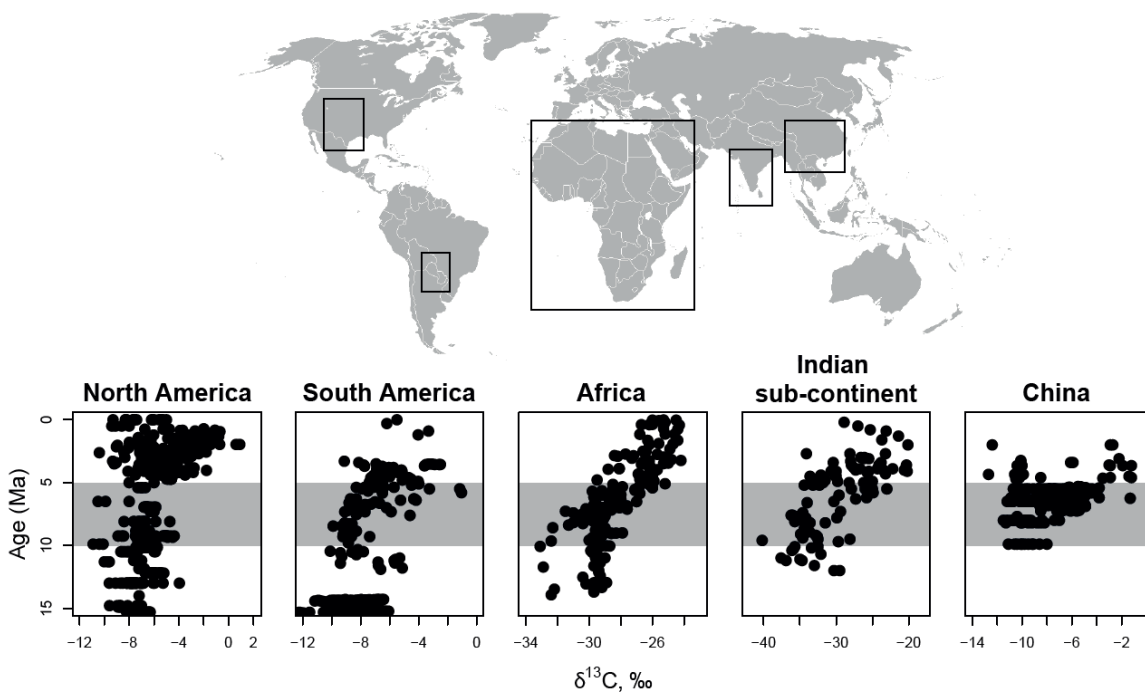 North America
South America
Africa
Indian
sub-continent
China
Age (Ma)
0
5
10
15
−12 −8 −4 0 2
−12 −8 −4 0
−34 −30 −26
−40 −30 −20
−14 −10 −6 −2
δ¹³C, ‰